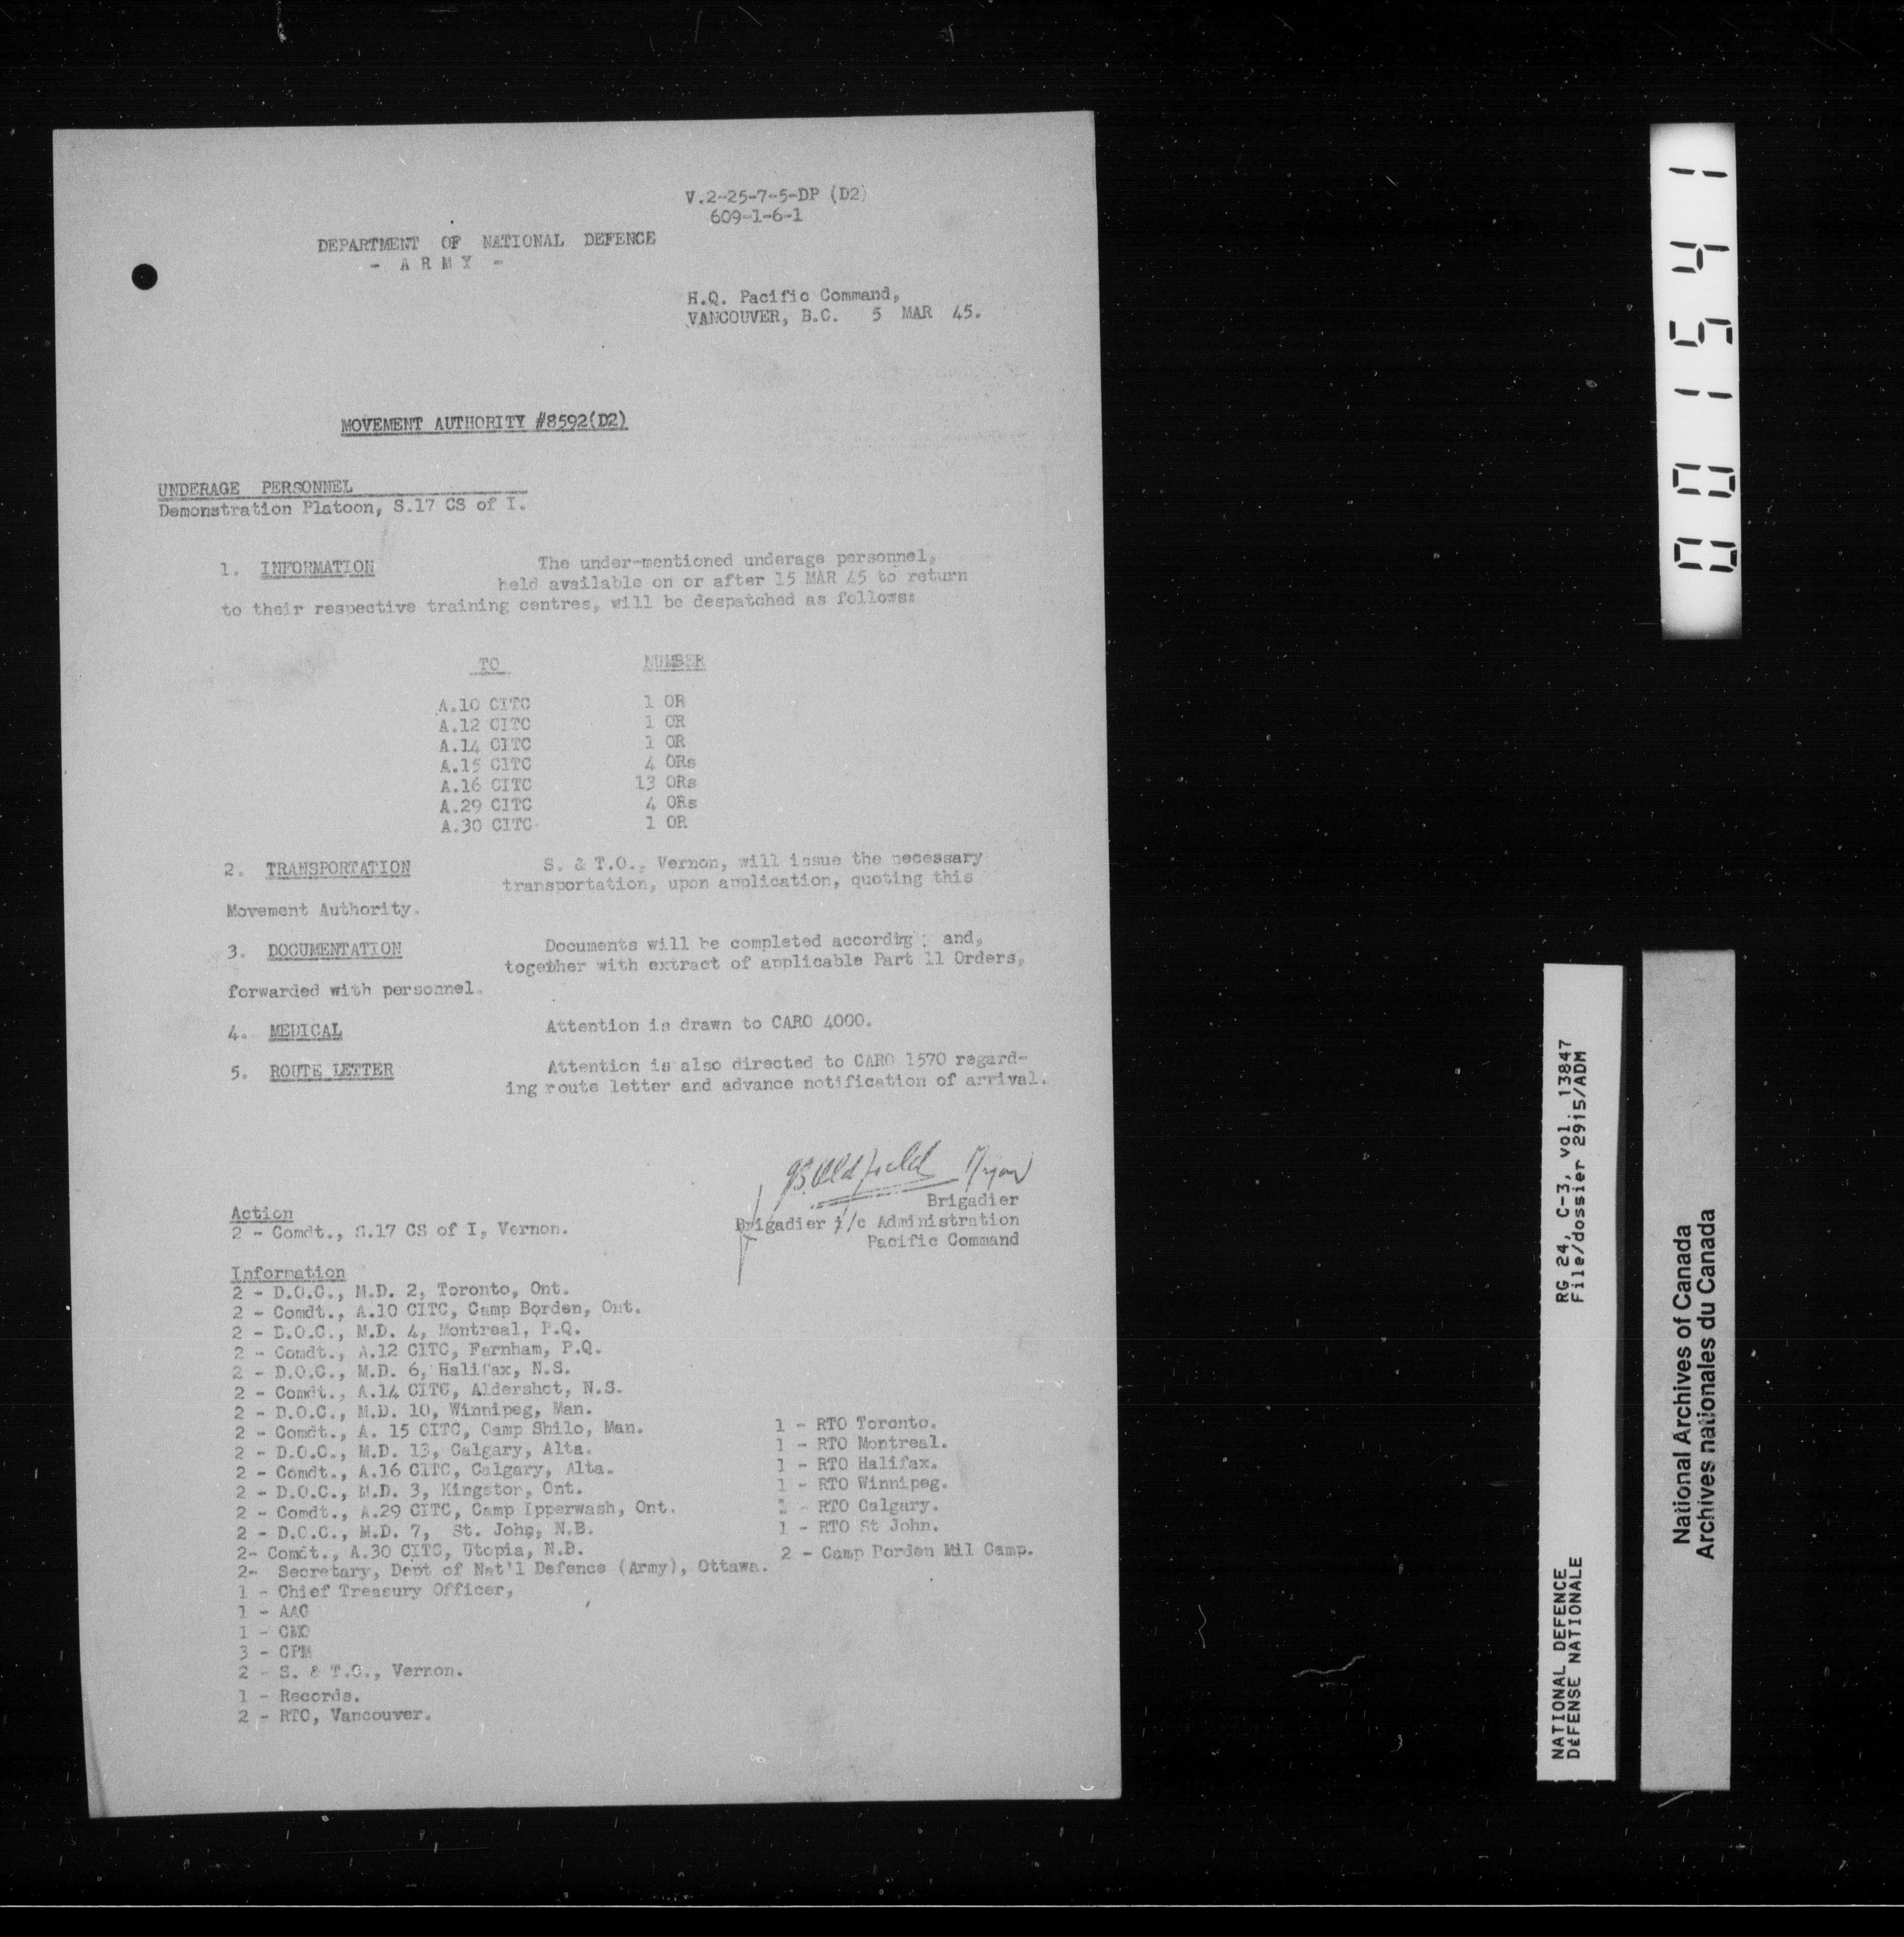 V.2-25-7-5-DP (D2)
609-1-6-1
DEPARTMENT OF NATIONAL DEFENCE
- A R M Y -
H.Q. Pacific Command,
VANCOUVER, B.C. 5 MAR 45.
MOVEMENT AUTHORITY #8592(D2)
UNDERAGE PERSONNEL
Demonstration Platoon, S.17 CS of I.
1. INFORMATION The under-mentioned underage personnel,
held available on or after 15 MAR 45 to return
to their respective training centres, will be despatched as follows:
TO NUMBER
A.10 CITC 1 OR
A.12 CITC 1 OR
A.14 CITC 1 OR
A.15 CITC 4 ORs
A.16 CITC 13 ORs
A.29 CITC 4 ORs
A.30 CITC 1 OR
2. TRANSPORTATION S. & T.O., Vernon, will issue the necessary
transportation, upon application, quoting this
Movement Authority.
3. DOCUMENTATION Documents will be completed according ; and,
together with extract of applicable Part 11 Orders,
forwarded with personnel.
4. MEDICAL Attention is drawn to CARO 4000.
5. ROUTE LETTER Attention is also directed to CARO 1570 regard-
ing route letter and advance notification of arrival.
Brigadier
Brigadier i/c Administration
Pacific Command
Action
2 - Comdt., S.17 CS of I, Vernon.
Information
2 - D.O.C., M.D. 2, Toronto, Ont.
2 - Comdt., A.10 CITC, Camp Borden, Ont.
2 - D.O.C., M.D. 4, Montreal, P.Q.
2 - Comdt., A.12 CITC, Farnham, P.Q.
2 - D.O.C., M.D. 6, Halifax, N.S.
2 - Comdt., A.14 CITC, Aldershot, N.S.
2 - D.O.C., M.D. 10, Winnipeg, Man.
2 - Comdt., A. 15 CITC, Camp Shilo, Man.
2 - D.O.C., M.D. 13, Calgary, Alta.
2 - Comdt., A.16 CITC, Calgary, Alta.
2 - D.O.C., M.D. 3, Kingston, Ont.
2 - Comdt., A.29 CITC, Camp Ipperwash, Ont.
2 - D.O.C., M.D. 7, St. John, N.B.
2- Comdt., A.30 CITC, Utopia, N.B.
2- Secretary, Dept of Nat'l Defence (Army), Ottawa.
1 - Chief Treasury Officer,
1 - AAG
1 - CMO
3 - CPM
2 - S. & T.O., Vernon.
1 - Records.
2 - RTO, Vancouver.
1 - RTO Toronto.
1 - RTO Montreal.
1 - RTO Halifax.
1 - RTO Winnipeg.
1 - RTO Calgary.
1 - RTO St John.
2 - Camp Borden Mil Camp.
001541
RG 24, C-3, vol. 13847
File/dossier 2915/ADM
NATIONAL DEFENCE
DÉFENSE NATIONALE
National Archives of Canada
Archives nationales du Canada